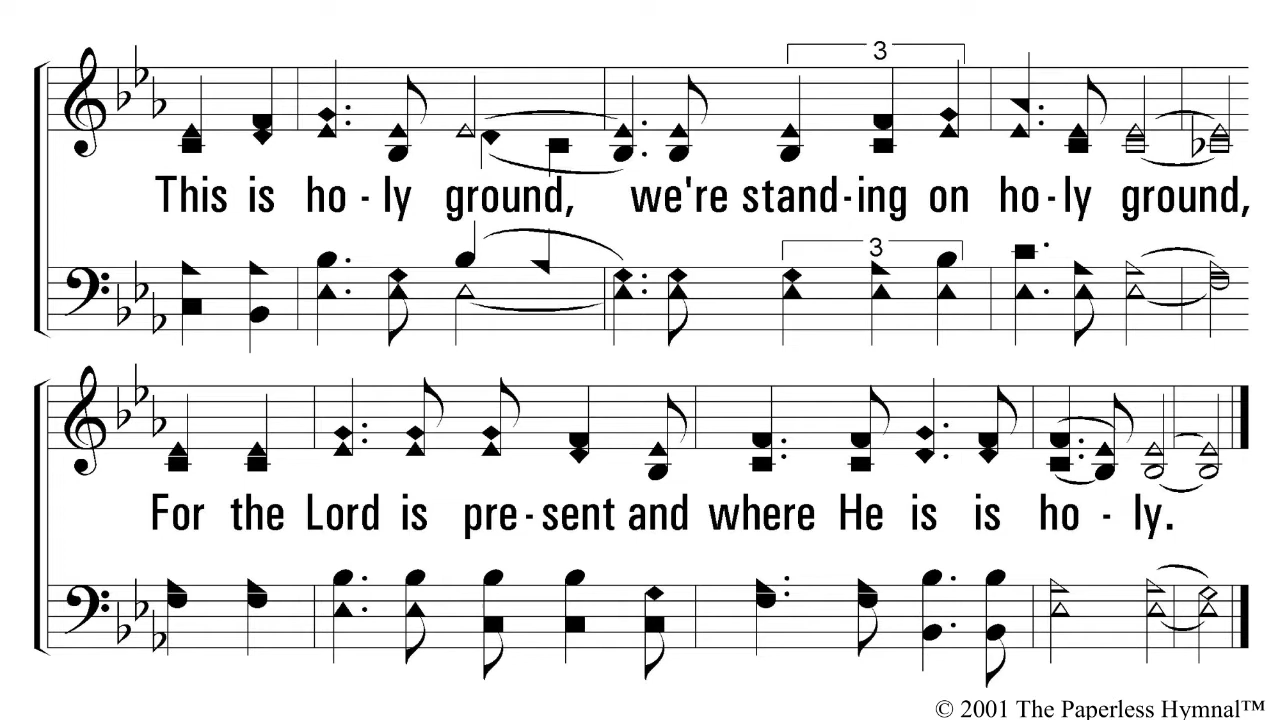 3
This is ho - ly ground, we're stand-ing on ho-ly ground,
3
For the Lord is pre-sent and where He is is ho - ly.
© 2001 The Paperless Hymnal™